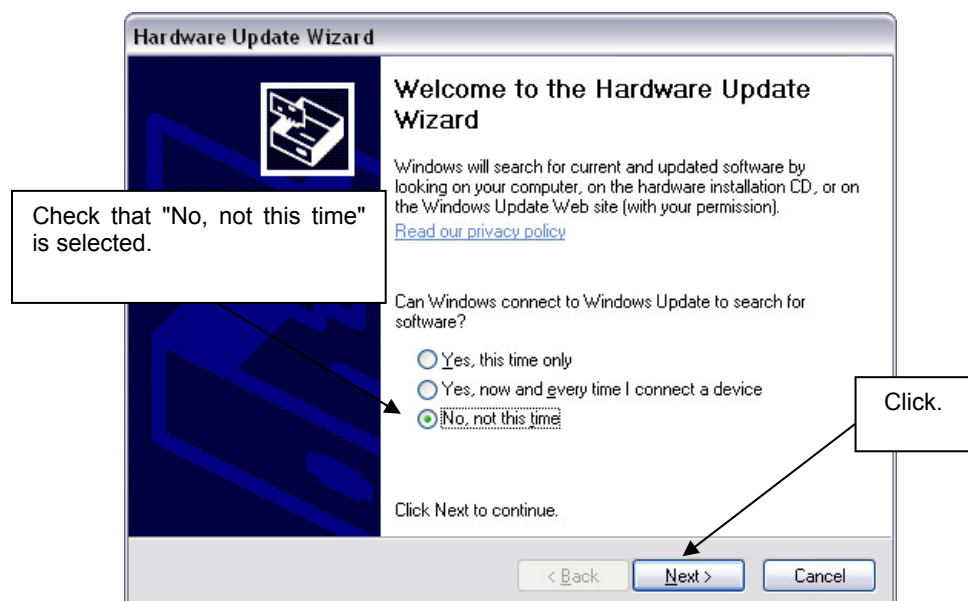 Hardware Update Wizard
Welcome to the Hardware Update
Wizard
Windows will search for current and updated software by
looking on your computer, on the hardware installation CD, or on
the Windows Update Web site (with your permission).
Read our privacy policy
Check that "No, not this time"
is selected.
Can Windows connect to Windows Update to search for
software?
Yes, this time only
Yes, now and every time I connect a device
No, not this time
Click.
Click Next to continue.
< Back
Next >
Cancel